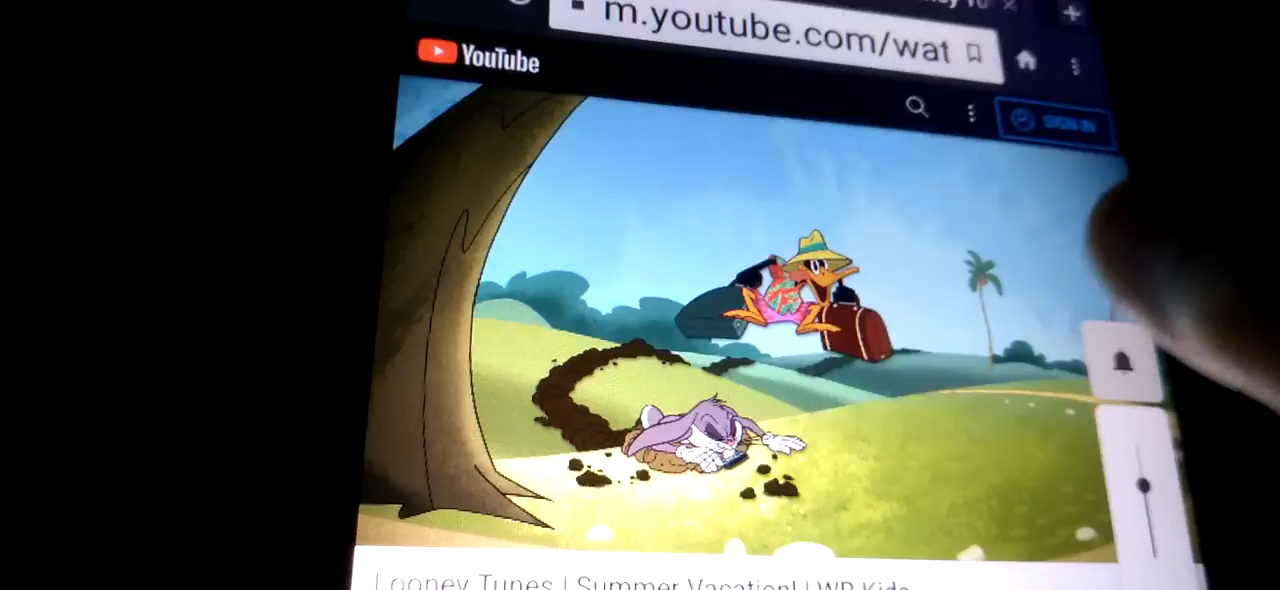 m.youtube.com/wat
YouTube
SIGN IN
Looney Tunes | Summer Vacation! | WB Kids